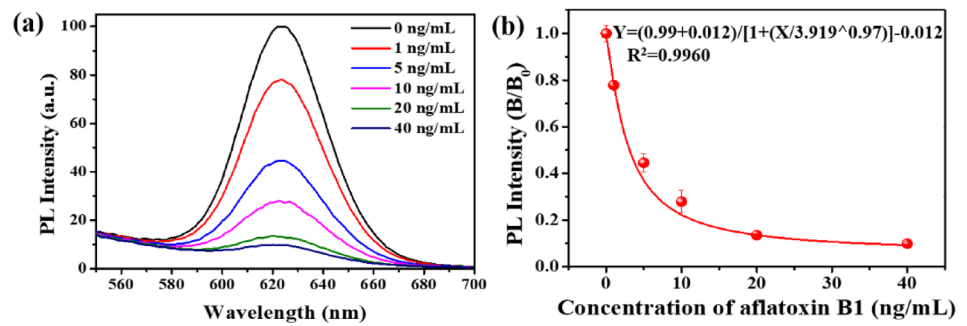 (a)
100
80
60
40
20
0
PL Intensity (a.u.)
560 580 600 620 640 660 680 700
Wavelength (nm)
0 ng/mL
1 ng/mL
5 ng/mL
10 ng/mL
20 ng/mL
40 ng/mL
(b)
1.0
0.8
0.6
0.4
0.2
0.0
PL Intensity (B/B₀)
Y=(0.99+0.012)/[1+(X/3.919^0.97)]-0.012
R²=0.9960
0 10 20 30 40
Concentration of aflatoxin B1 (ng/mL)